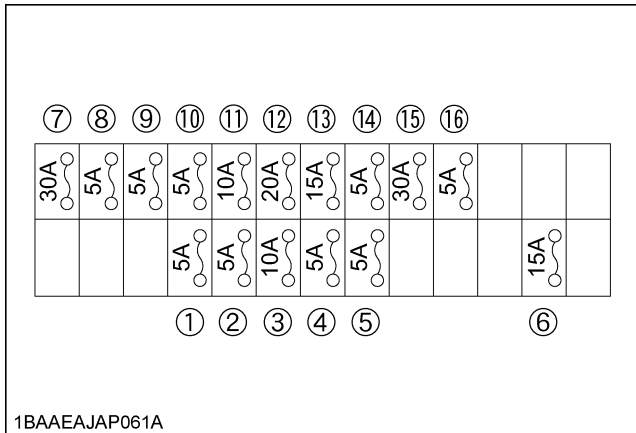 ⑦ ⑧ ⑨ ⑩ ⑪ ⑫ ⑬ ⑭ ⑮ ⑯
30A 5A 5A 5A 10A 20A 15A 5A 30A 5A
5A 5A 10A 5A 5A 15A
① ② ③ ④ ⑤ ⑥
1BAAEAJAP061A